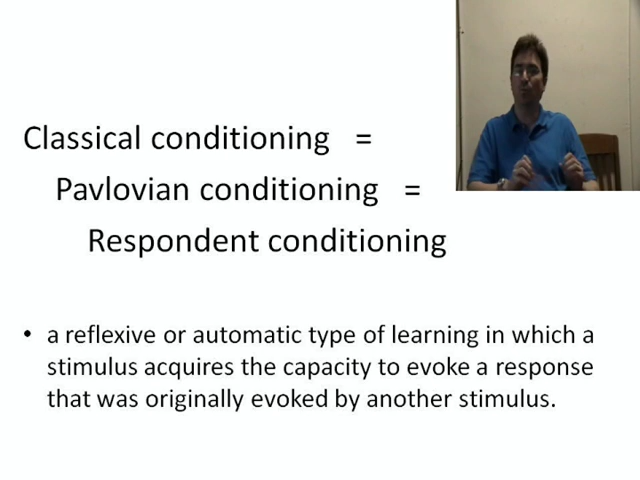 Classical conditioning =
Pavlovian conditioning =
Respondent conditioning
• a reflexive or automatic type of learning in which a
stimulus acquires the capacity to evoke a response
that was originally evoked by another stimulus.